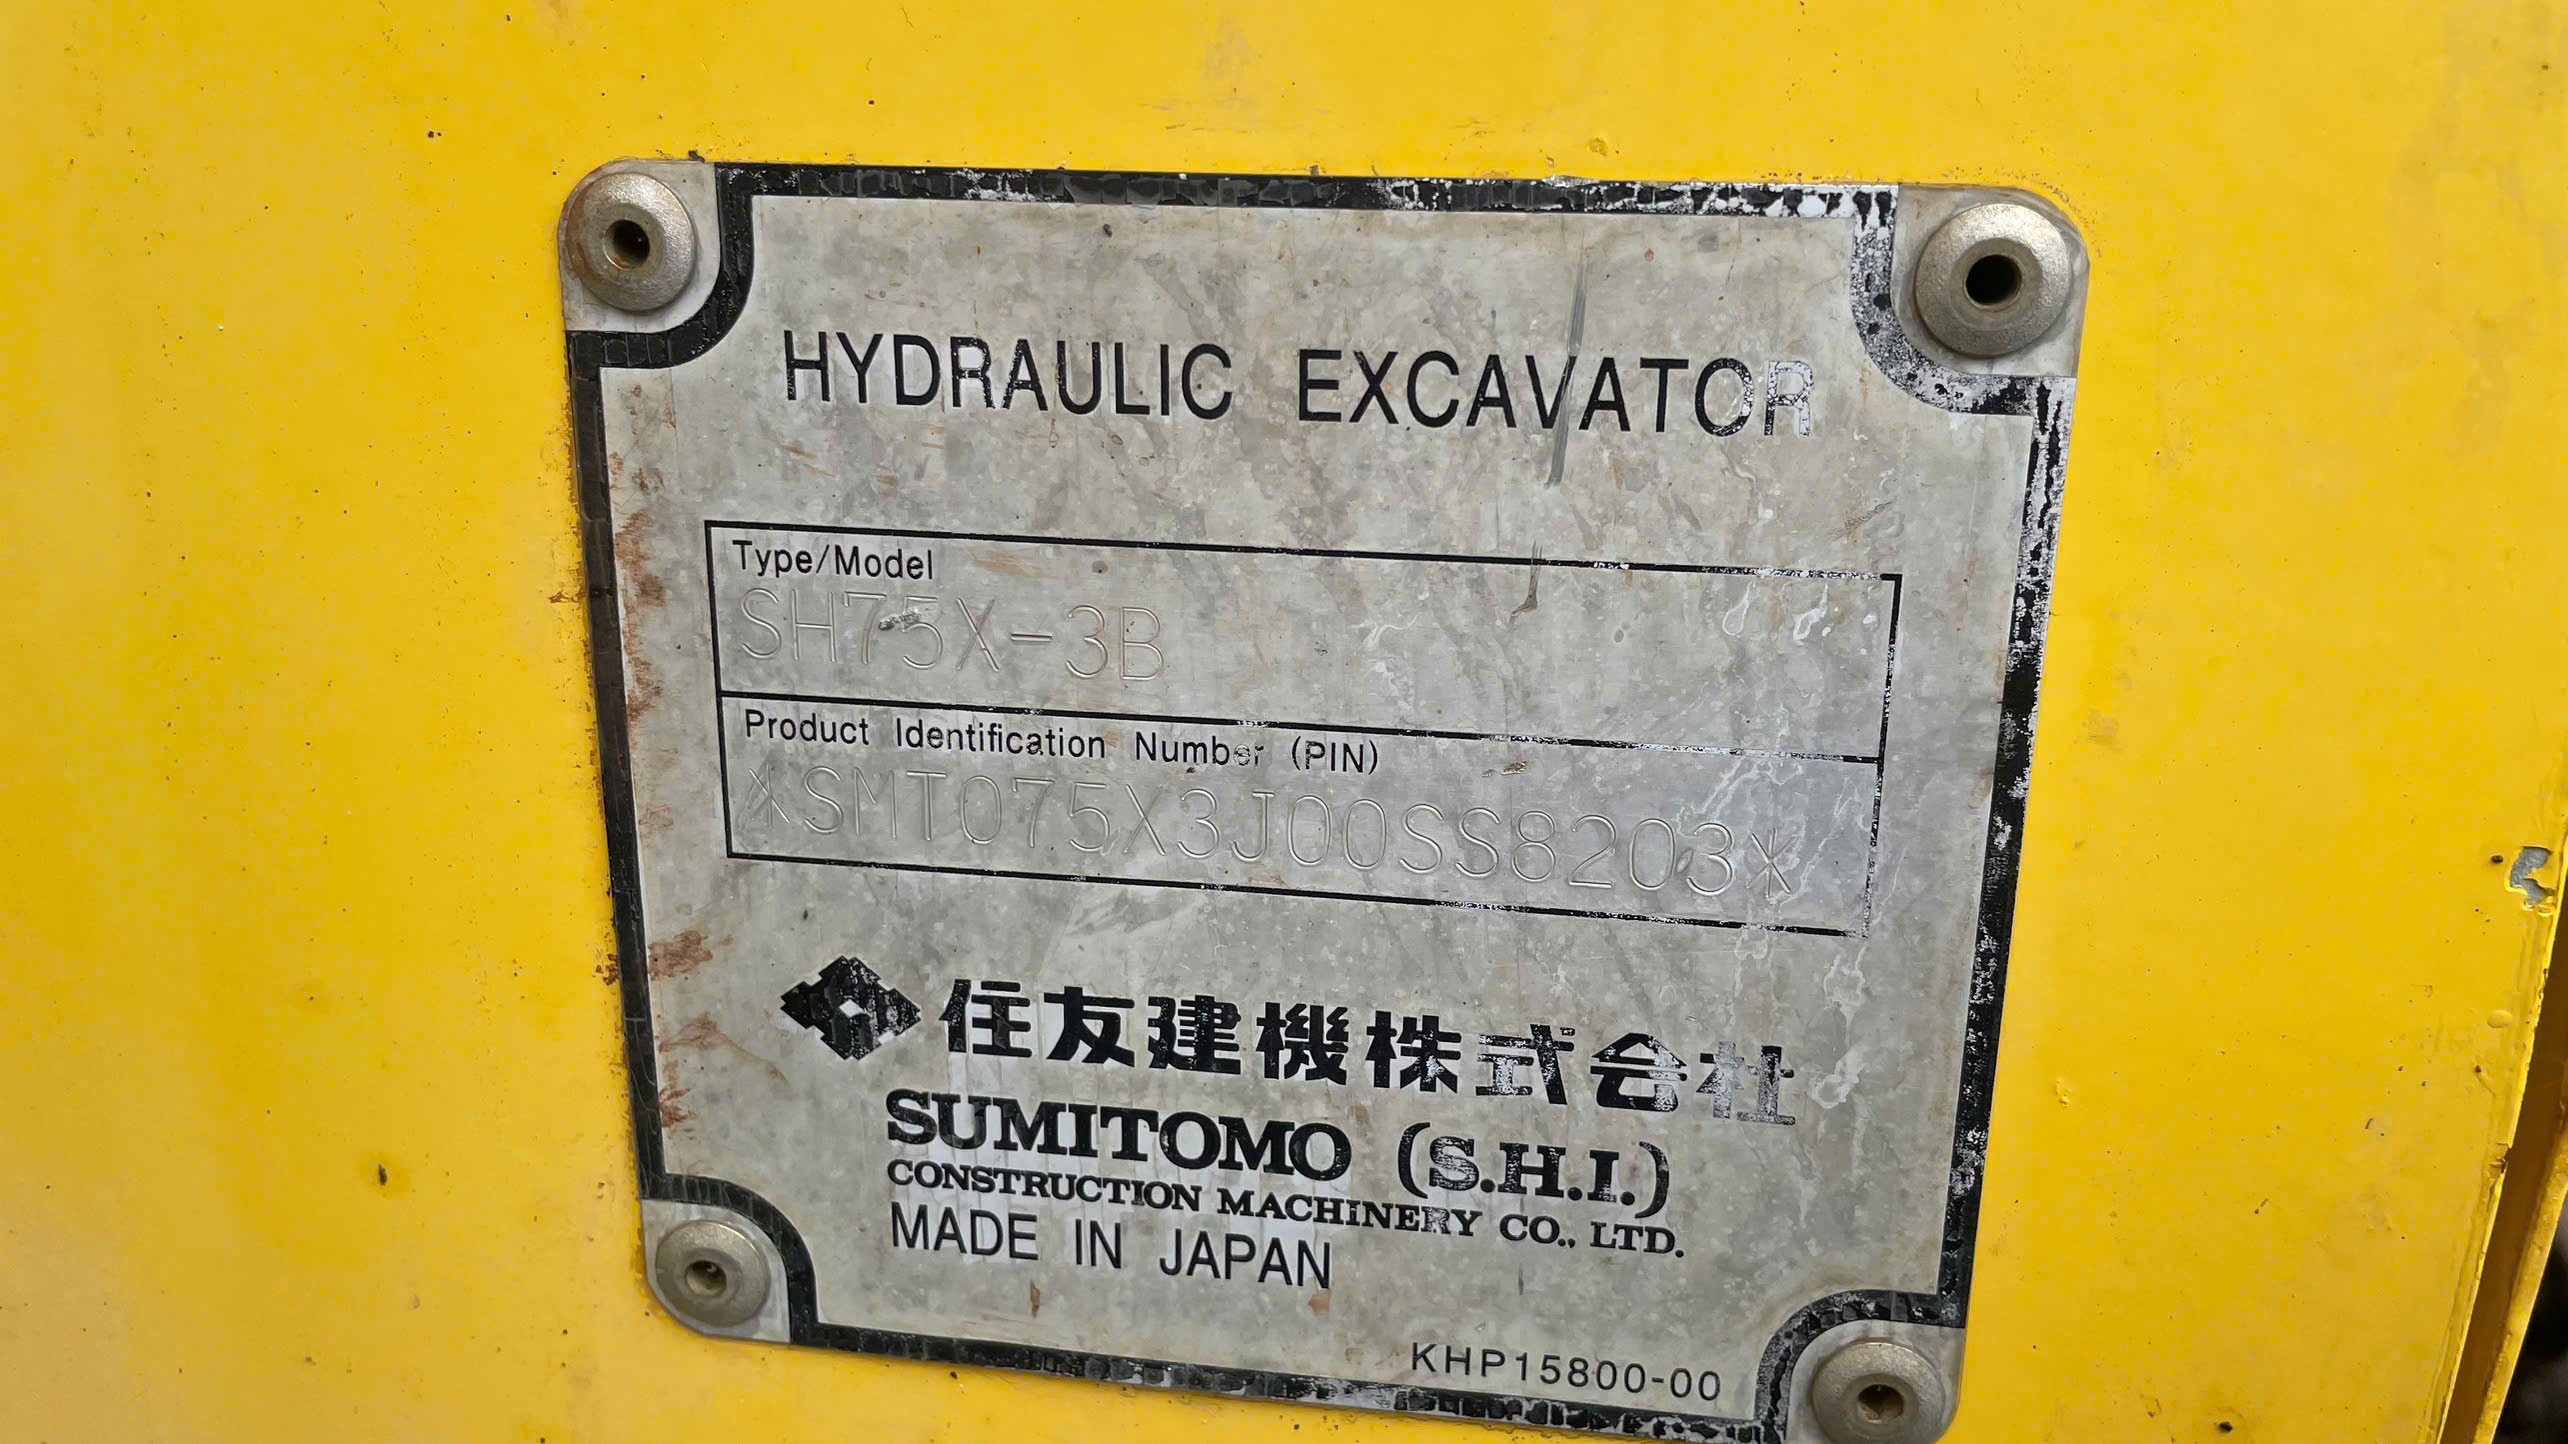 HYDRAULIC EXCAVATOR
Type/Model
SH75X-3B
Product Identification Number (PIN)
*SMT075X3J00SS8203*
住友建機株式会社
SUMITOMO (S.H.I.)
CONSTRUCTION MACHINERY CO., LTD.
MADE IN JAPAN
KHP15800-00